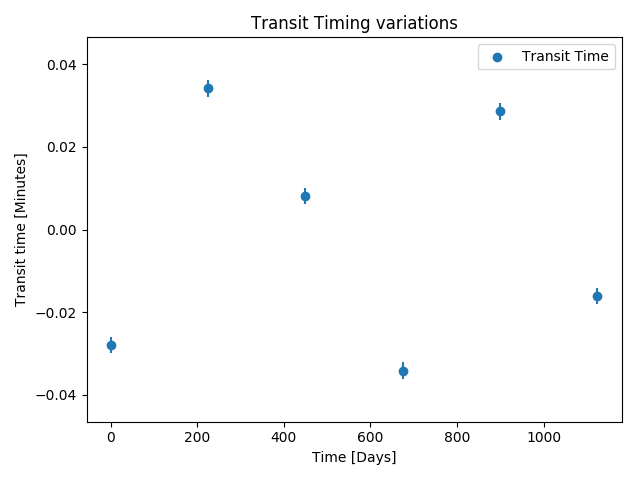 Transit Timing variations
Transit Time
0.04
0.02
0.00
−0.02
−0.04
Transit time [Minutes]
0
200
400
600
800
1000
Time [Days]